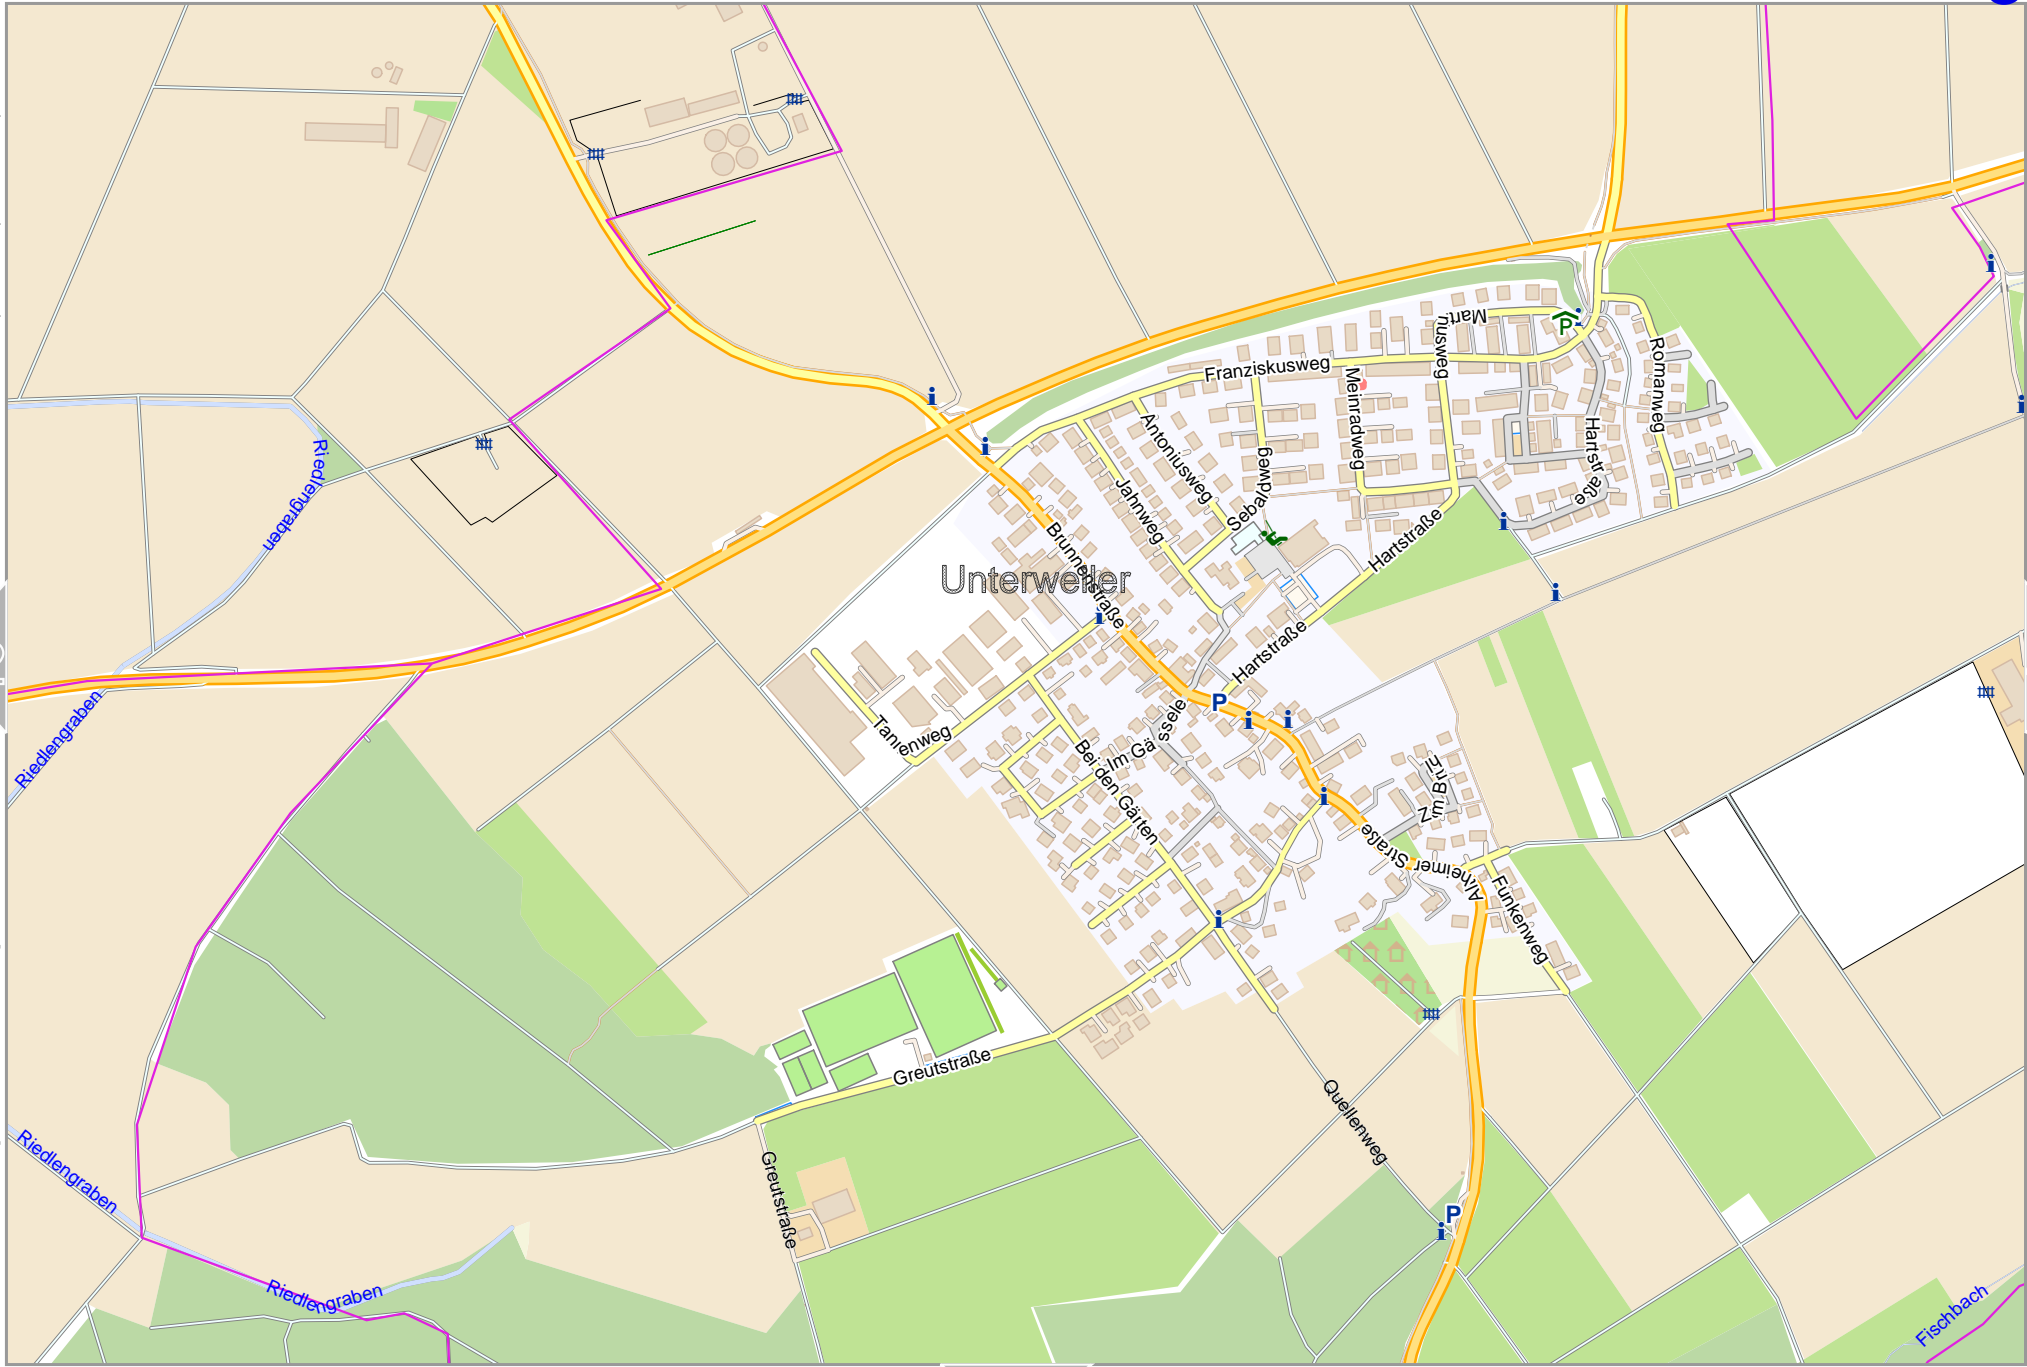 Martinusweg
Franziskusweg
Romanweg
Meinradweg
Hartstraße
Antoniusweg
Riedlengraben
Sebaldweg
Jahnweg
Brunnenstraße
Hartstraße
Unterweiler
Hartstraße
P
Riedlengraben
Tannenweg
Im Gässele
Bei den Gärten
Zum Bruch
Altheimer Straße
Funkenweg
Greutstraße
Quellenweg
Riedlengraben
Greutstraße
P
Riedlengraben
Fischbach
P